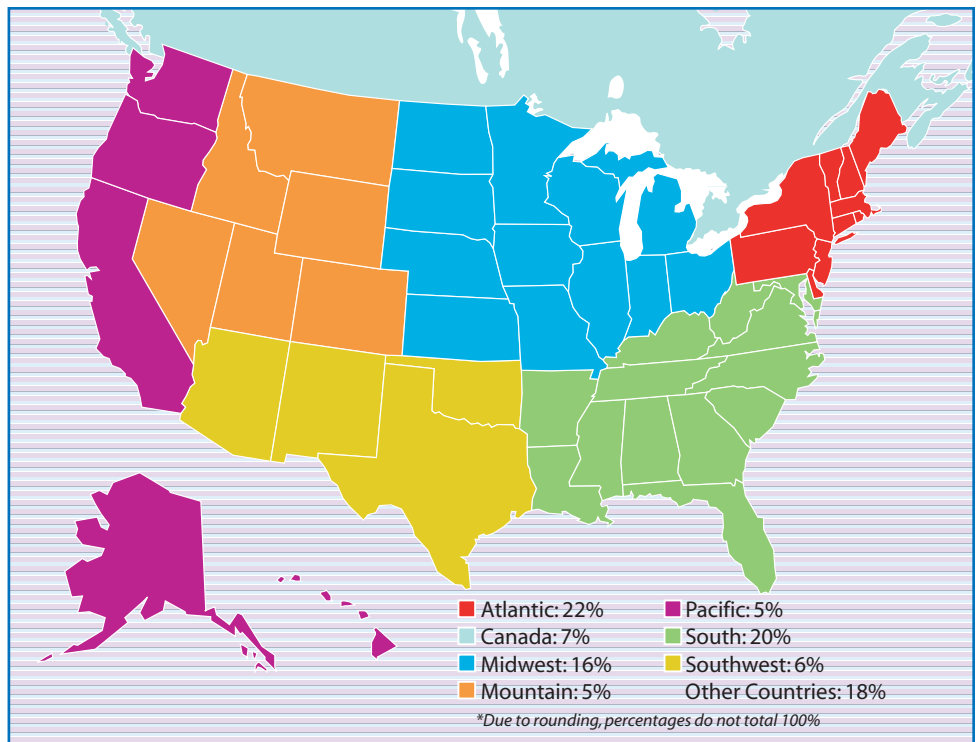 Atlantic: 22%
Canada: 7%
Midwest: 16%
Mountain: 5%
Pacific: 5%
South: 20%
Southwest: 6%
Other Countries: 18%
*Due to rounding, percentages do not total 100%